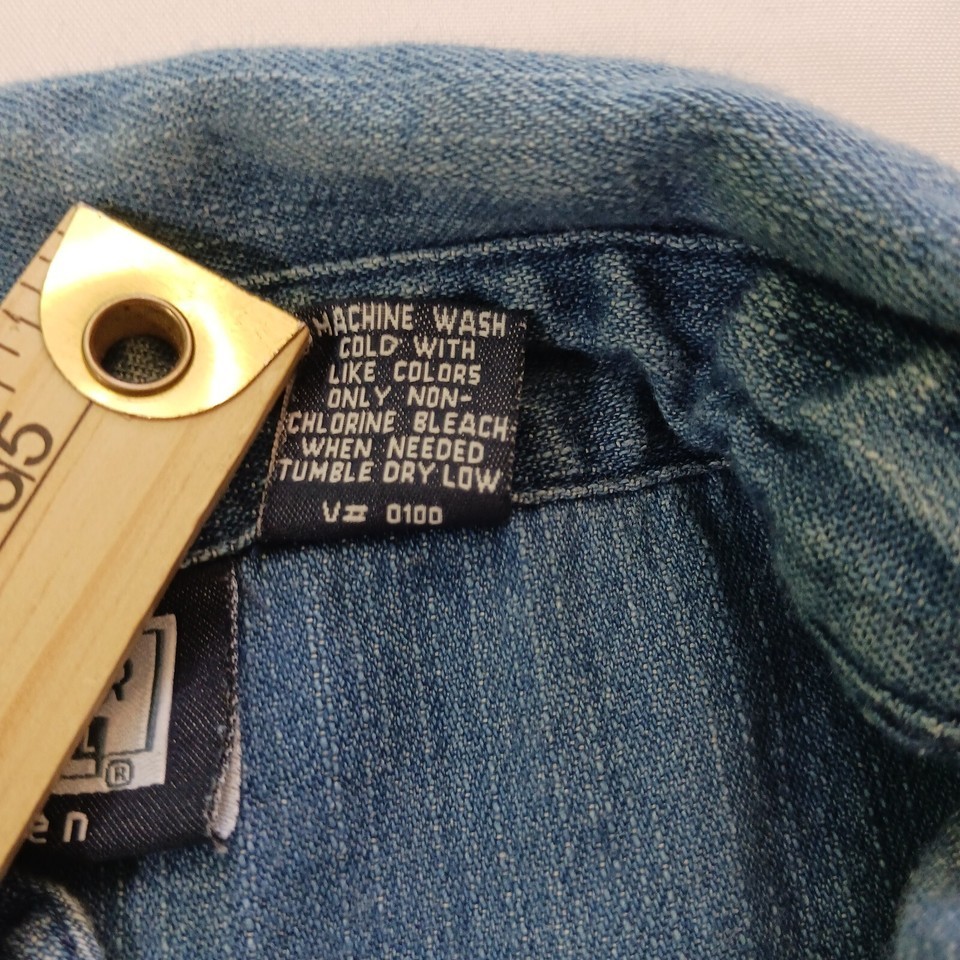 MACHINE WASH
COLD WITH
LIKE COLORS
ONLY NON-
CHLORINE BLEACH
WHEN NEEDED
TUMBLE DRY LOW
0100
®